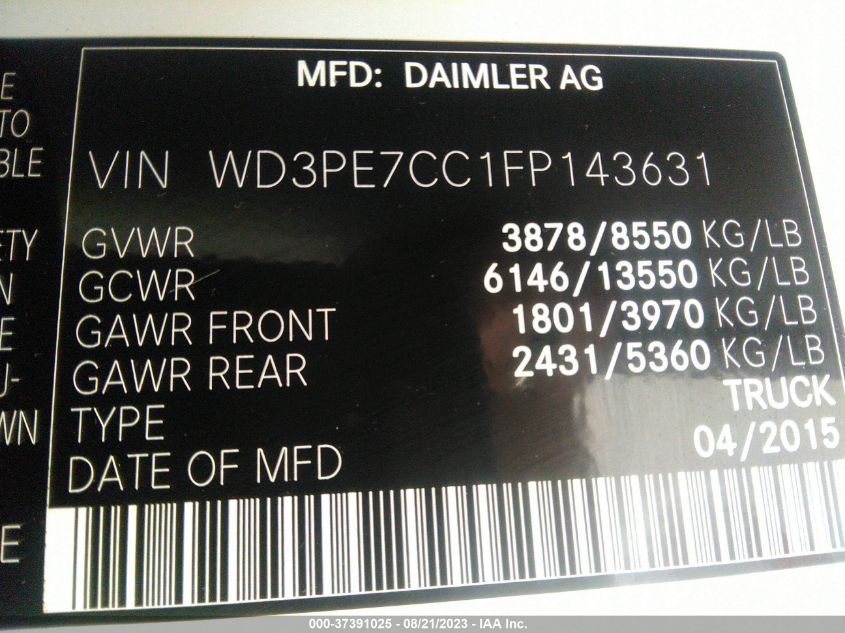 MFD: DAIMLER AG
E
TO
BLE
VIN WD3PE7CC1FP143631
ETY
N
E
U-
WN
E
GVWR 3878/8550 KG/LB
GCWR 6146/13550 KG/LB
GAWR FRONT 1801/3970 KG/LB
GAWR REAR 2431/5360 KG/LB
TYPE TRUCK
DATE OF MFD 04/2015
000-37391025 - 08/21/2023 - IAA Inc.